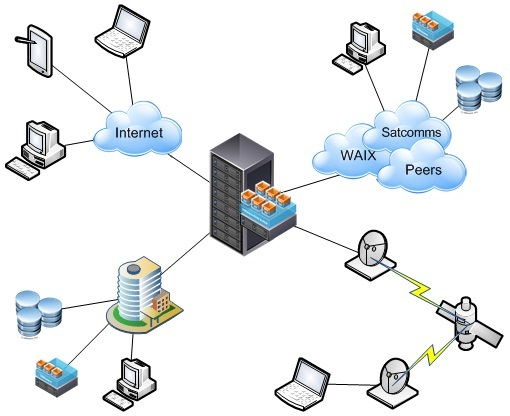 Internet
Satcomms
WAIX
Peers